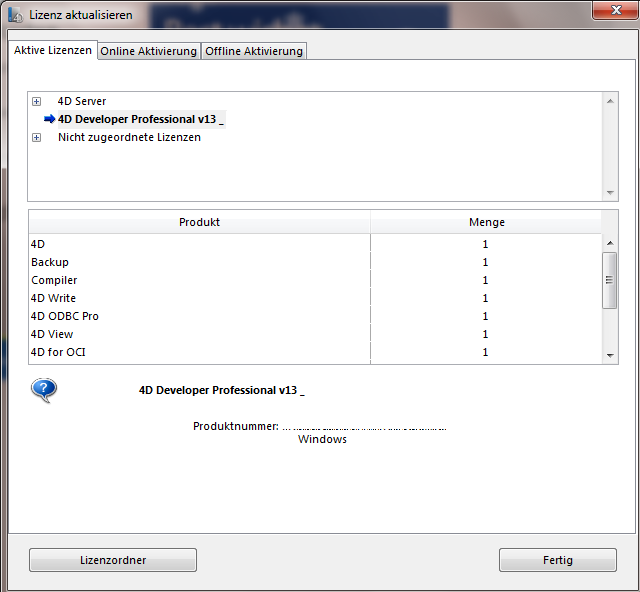 Lizenz aktualisieren
Aktive Lizenzen Online Aktivierung Offline Aktivierung
4D Server
4D Developer Professional v13 _
Nicht zugeordnete Lizenzen
Produkt Menge
4D 1
Backup 1
Compiler 1
4D Write 1
4D ODBC Pro 1
4D View 1
4D for OCI 1
4D Developer Professional v13 _
Produktnummer:
Windows
Lizenzordner Fertig